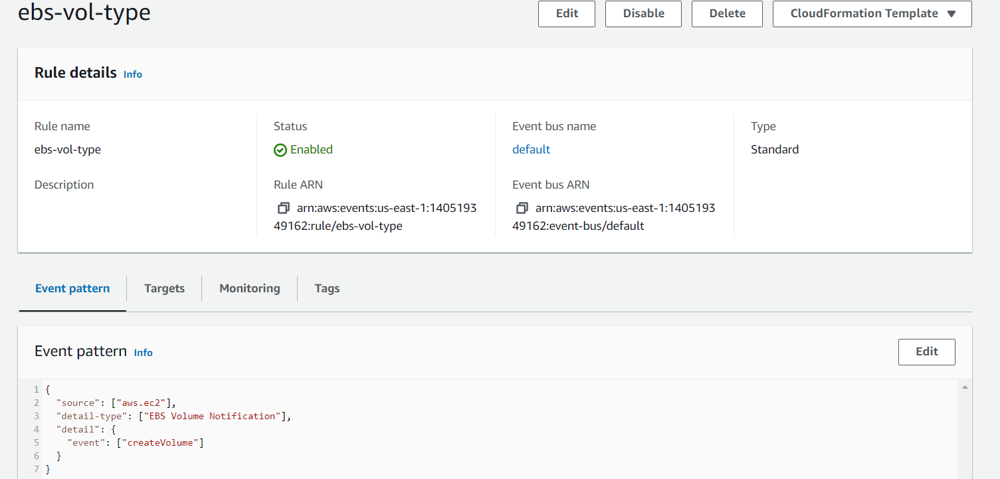 ebs-vol-type
Edit
Disable
Delete
CloudFormation Template
Rule details Info
Rule name
ebs-vol-type
Description
Status
Enabled
Rule ARN
arn:aws:events:us-east-1:1405193
49162:rule/ebs-vol-type
Event bus name
default
Event bus ARN
arn:aws:events:us-east-1:1405193
49162:event-bus/default
Type
Standard
Event pattern
Targets
Monitoring
Tags
Event pattern Info
Edit
1 {
2   "source": ["aws.ec2"],
3   "detail-type": ["EBS Volume Notification"],
4   "detail": {
5     "event": ["createVolume"]
6   }
7 }